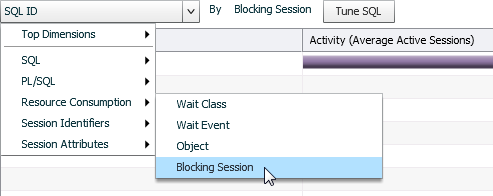 SQL ID By Blocking Session Tune SQL
Top Dimensions Activity (Average Active Sessions)
SQL
PL/SQL
Resource Consumption
Wait Class
Session Identifiers
Wait Event
Session Attributes
Object
Blocking Session